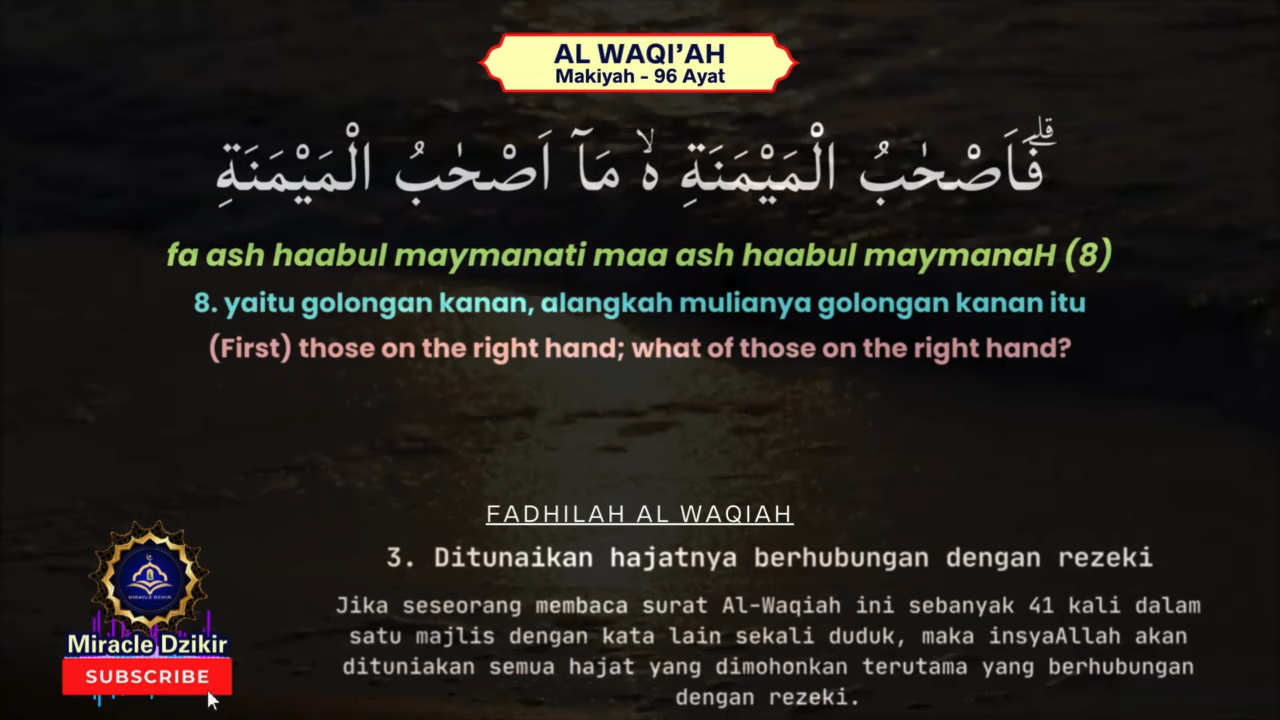 AL WAQI’AH
Makiyah - 96 Ayat
فَاَصْحٰبُ الْمَيْمَنَةِ ەۙ مَآ اَصْحٰبُ الْمَيْمَنَةِۗ
fa ash haabul maymanati maa ash haabul maymanaH (8)
8. yaitu golongan kanan, alangkah mulianya golongan kanan itu
(First) those on the right hand; what of those on the right hand?
FADHILAH AL WAQIAH
3. Ditunaikan hajatnya berhubungan dengan rezeki
Jika seseorang membaca surat Al-Waqiah ini sebanyak 41 kali dalam
satu majlis dengan kata lain sekali duduk, maka insyaAllah akan
dituniakan semua hajat yang dimohonkan terutama yang berhubungan
dengan rezeki.
MIRACLE DZIKIR
Miracle Dzikir
SUBSCRIBE